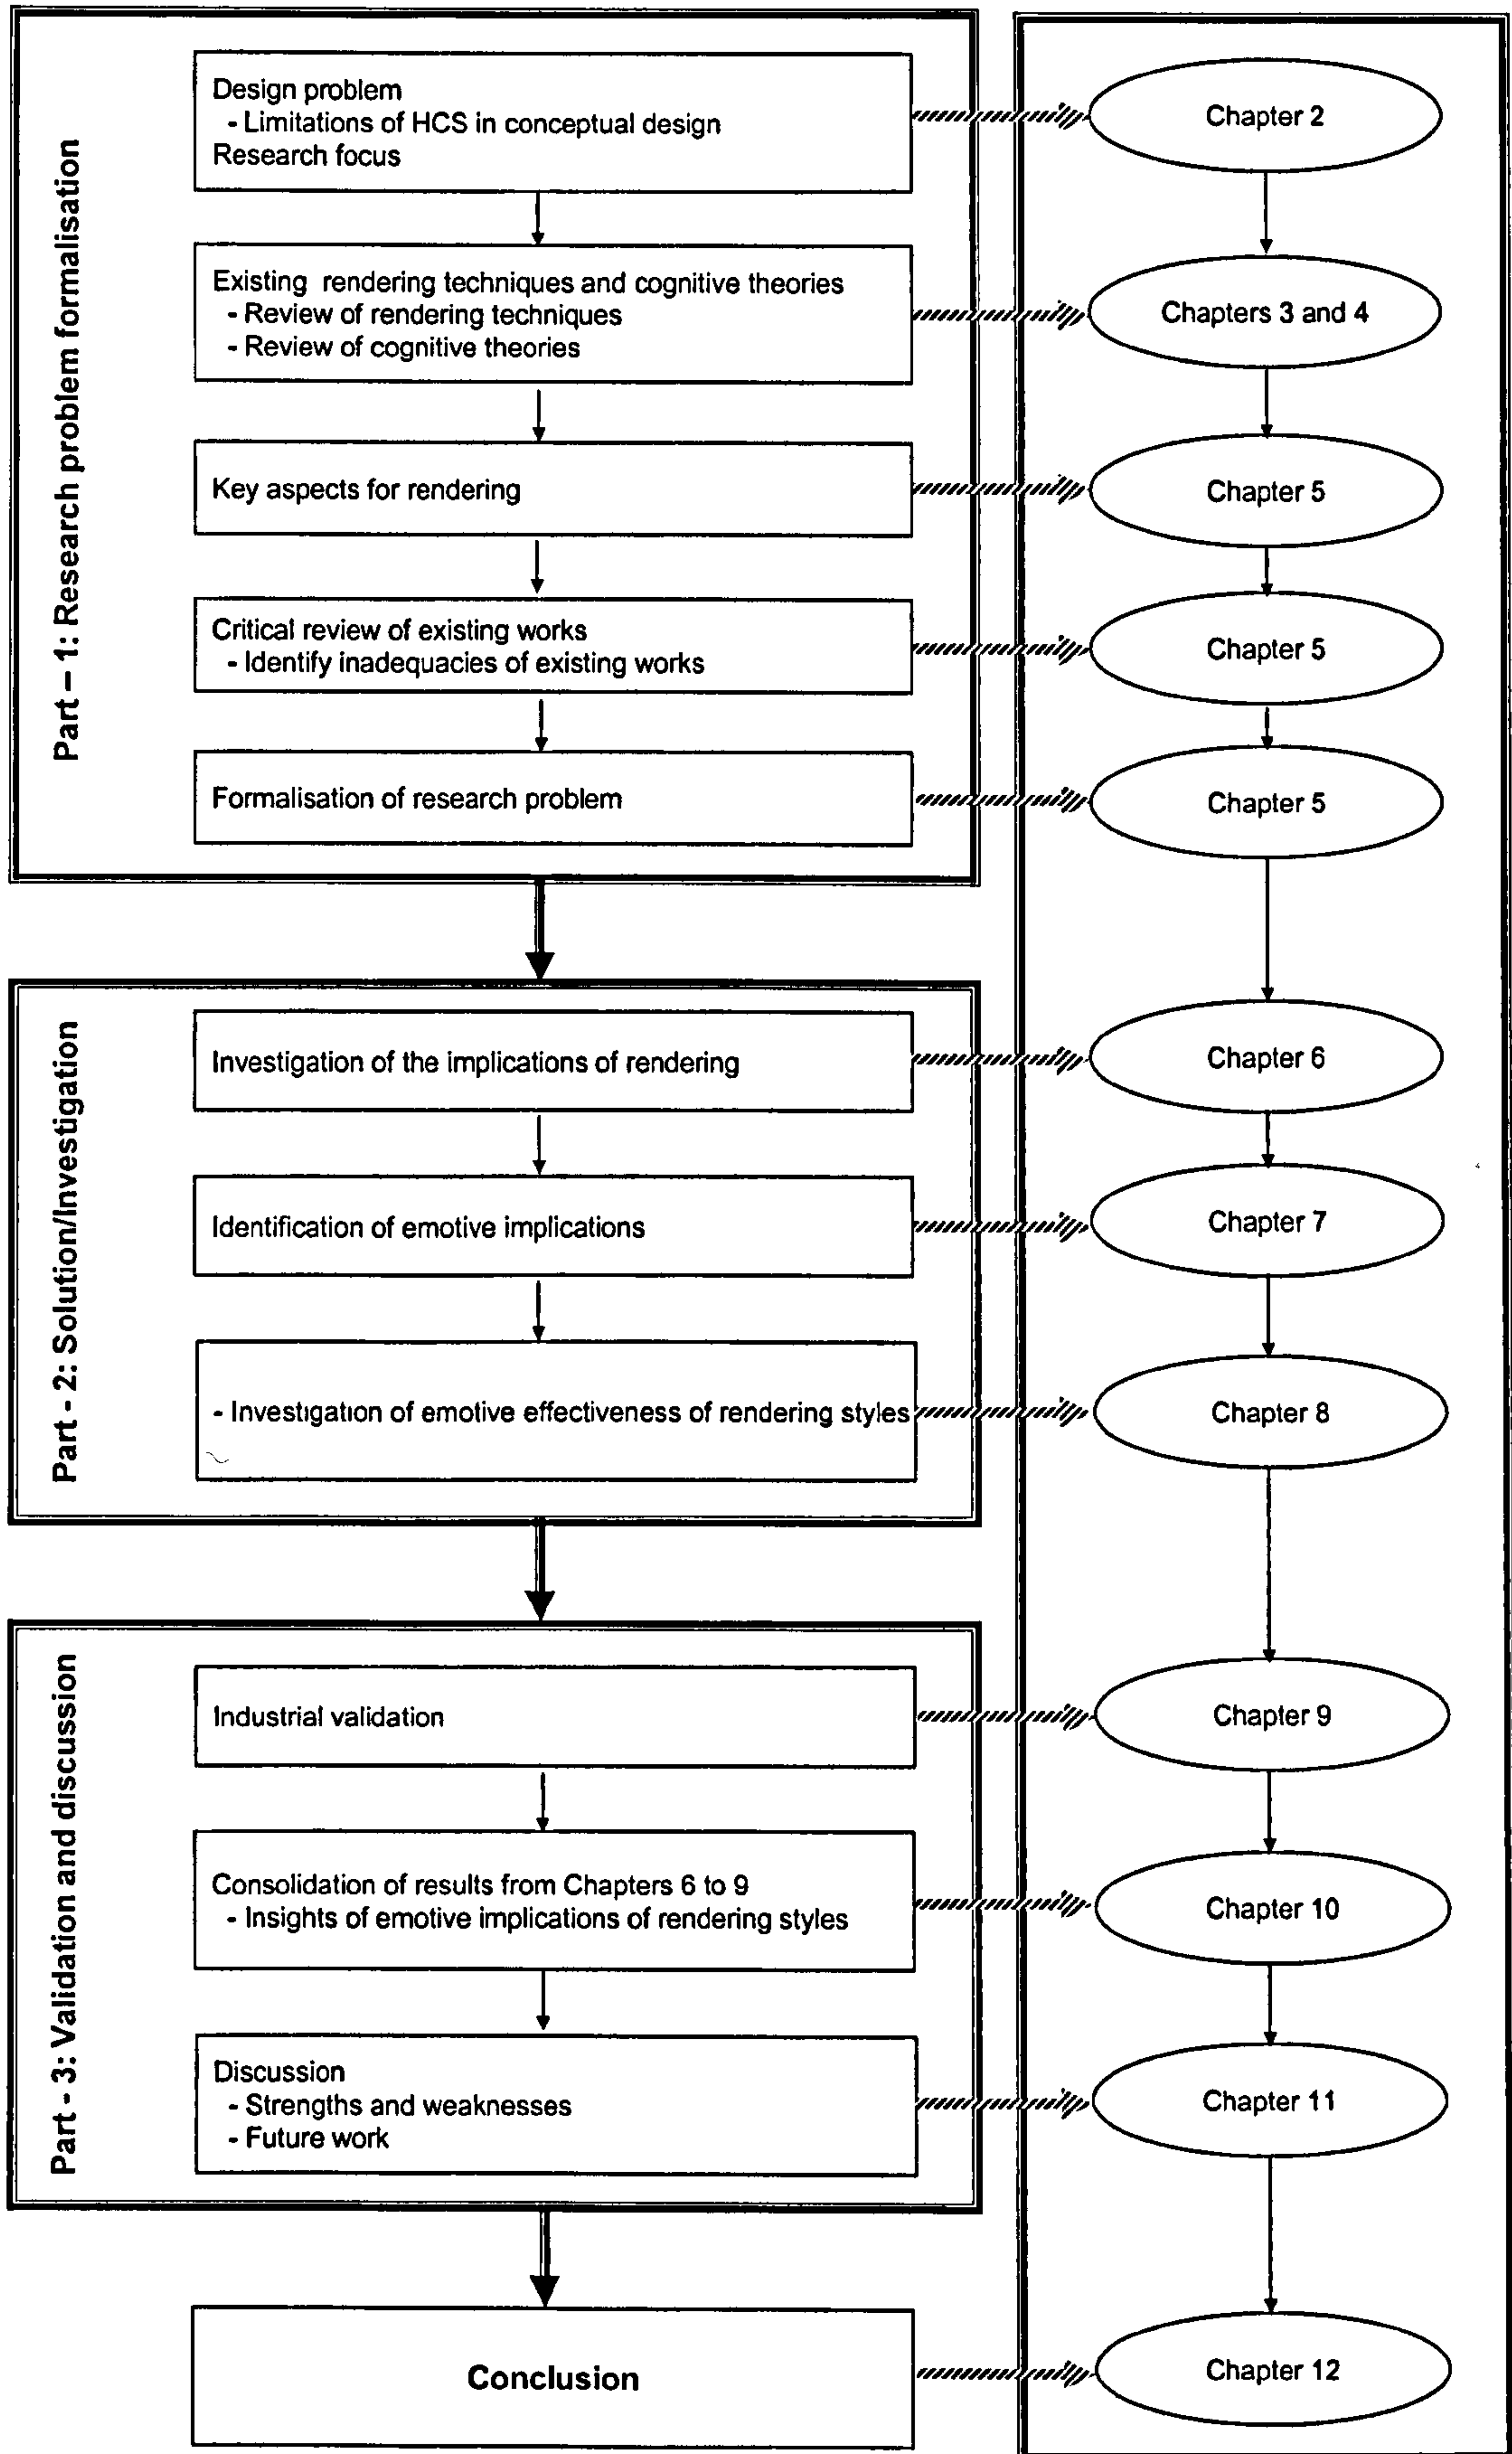 Part – 1: Research problem formalisation
Design problem
- Limitations of HCS in conceptual design
Research focus
Chapter 2
Existing rendering techniques and cognitive theories
- Review of rendering techniques
- Review of cognitive theories
Chapters 3 and 4
Key aspects for rendering
Chapter 5
Critical review of existing works
- Identify inadequacies of existing works
Chapter 5
Formalisation of research problem
Chapter 5
Part - 2: Solution/Investigation
Investigation of the implications of rendering
Chapter 6
Identification of emotive implications
Chapter 7
- Investigation of emotive effectiveness of rendering styles
Chapter 8
Part - 3: Validation and discussion
Industrial validation
Chapter 9
Consolidation of results from Chapters 6 to 9
- Insights of emotive implications of rendering styles
Chapter 10
Discussion
- Strengths and weaknesses
- Future work
Chapter 11
Conclusion
Chapter 12